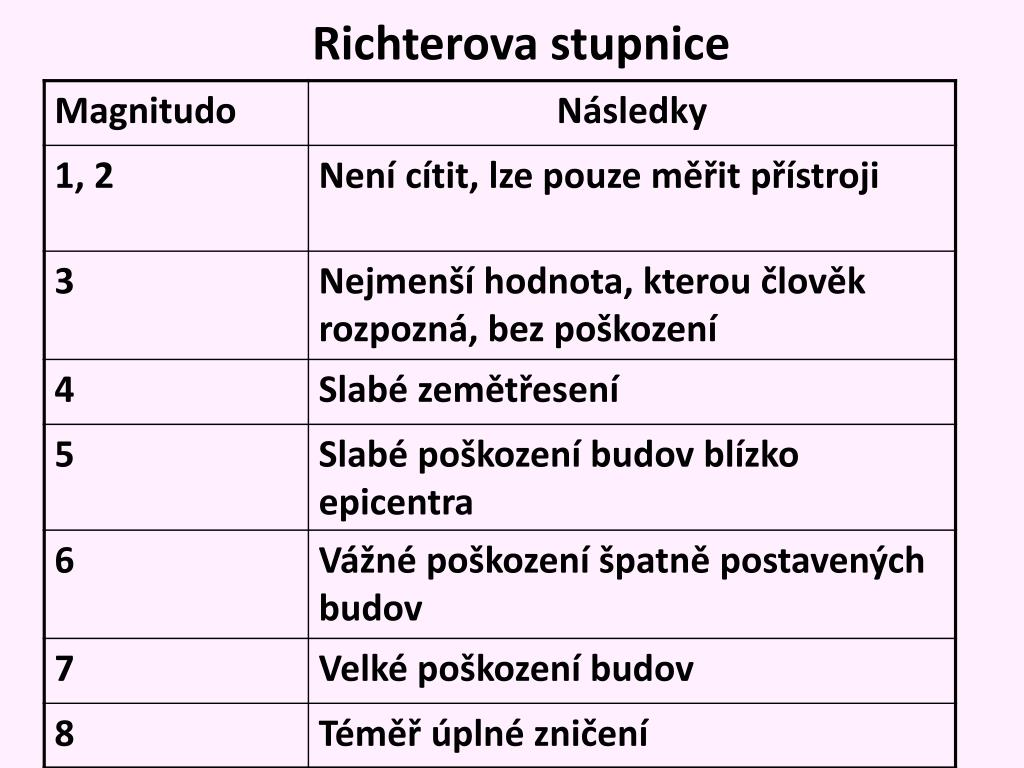 Richterova stupnice
Magnitudo
Následky
1, 2
Není cítit, lze pouze měřit přístroji
3
Nejmenší hodnota, kterou člověk
rozpozná, bez poškození
4
Slabé zemětřesení
5
Slabé poškození budov blízko
epicentra
6
Vážné poškození špatně postavených
budov
7
Velké poškození budov
8
Téměř úplné zničení